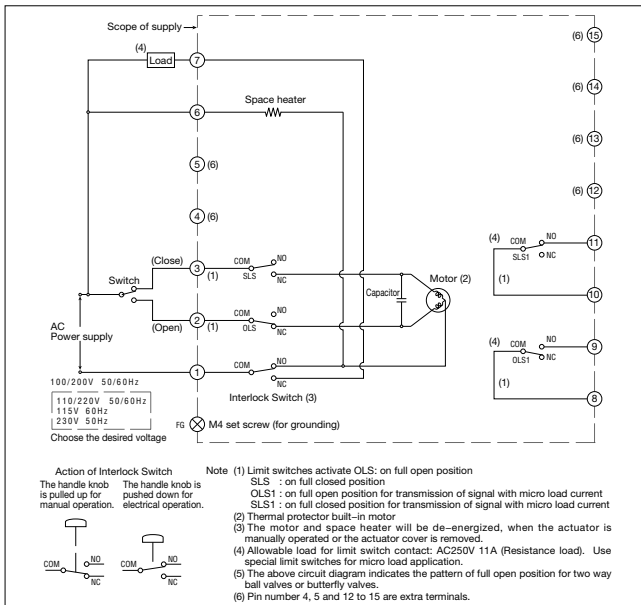 Scope of supply
(4)
Load
7
(6) 15
Space heater
6
(6) 14
5 (6)
(6) 13
4 (6)
(6) 12
(Close)
3
(1)
COM
SLS
NO
NC
Switch
Capacitor
Motor (2)
(4)
COM
SLS1
NO
NC
11
(1)
10
AC
Power supply
(Open)
2
(1)
COM
OLS
NO
NC
(4)
COM
OLS1
NO
NC
9
(1)
8
1
COM
NO
NC
Interlock Switch (3)
100/200V 50/60Hz
110/220V 50/60Hz
115V 60Hz
230V 50Hz
Choose the desired voltage
FG
M4 set screw (for grounding)
Action of Interlock Switch
The handle knob
is pulled up for
manual operation.
The handle knob is
pushed down for
electrical operation.
COM
NO
NC
COM
NO
NC
Note (1) Limit switches activate OLS: on full open position
SLS : on full closed position
OLS1 : on full open position for transmission of signal with micro load current
SLS1 : on full closed position for transmission of signal with micro load current
(2) Thermal protector built–in motor
(3) The motor and space heater will be de–energized, when the actuator is
manually operated or the actuator cover is removed.
(4) Allowable load for limit switch contact: AC250V 11A (Resistance load). Use
special limit switches for micro load application.
(5) The above circuit diagram indicates the pattern of full open position for two way
ball valves or butterfly valves.
(6) Pin number 4, 5 and 12 to 15 are extra terminals.